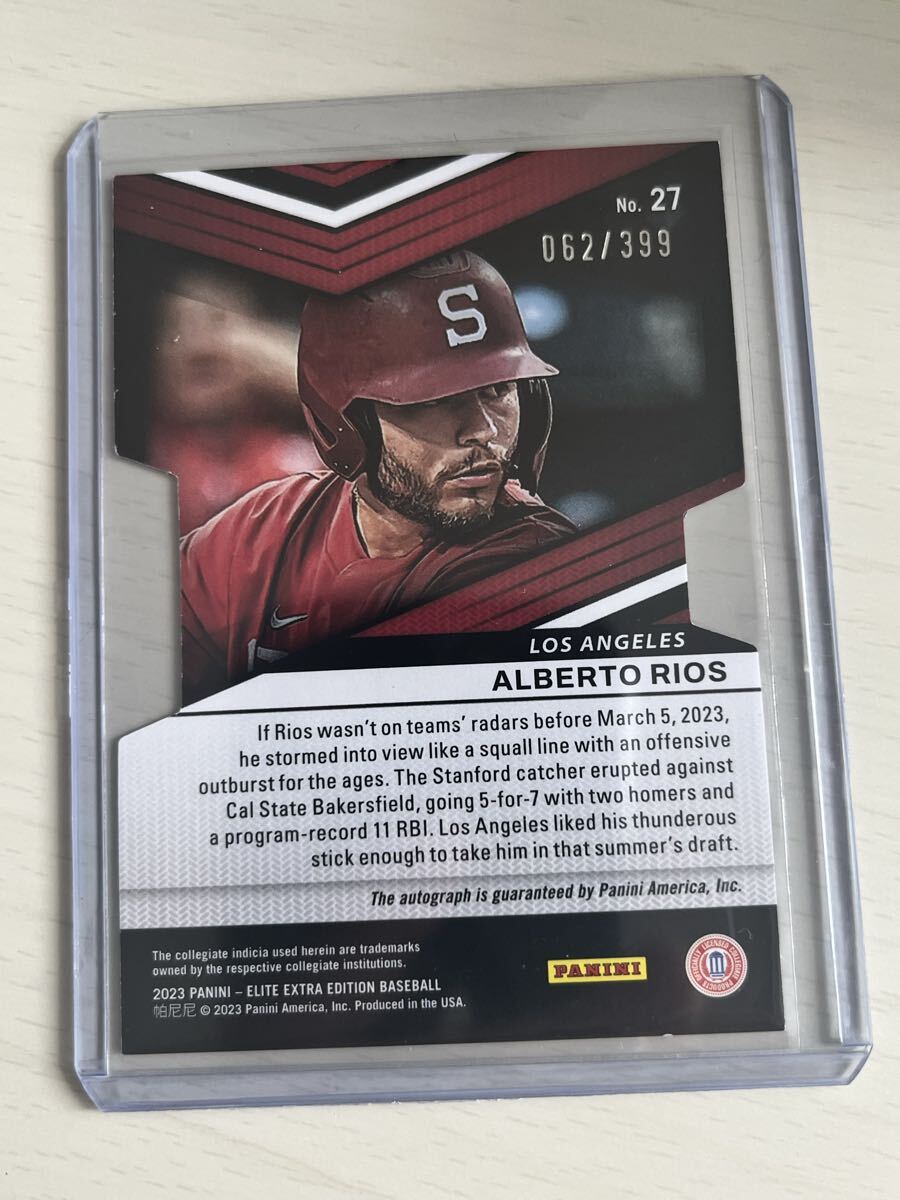 No. 27
062/399
S
LOS ANGELES
ALBERTO RIOS
If Rios wasn't on teams' radars before March 5, 2023,
he stormed into view like a squall line with an offensive
outburst for the ages. The Stanford catcher erupted against
Cal State Bakersfield, going 5-for-7 with two homers and
a program-record 11 RBI. Los Angeles liked his thunderous
stick enough to take him in that summer's draft.
The autograph is guaranteed by Panini America, Inc.
The collegiate indicia used herein are trademarks
owned by the respective collegiate institutions.
2023 PANINI – ELITE EXTRA EDITION BASEBALL
帕尼尼 © 2023 Panini America, Inc. Produced in the USA.
PANINI
OFFICIALLY LICENSED COLLEGIATE PRODUCTS